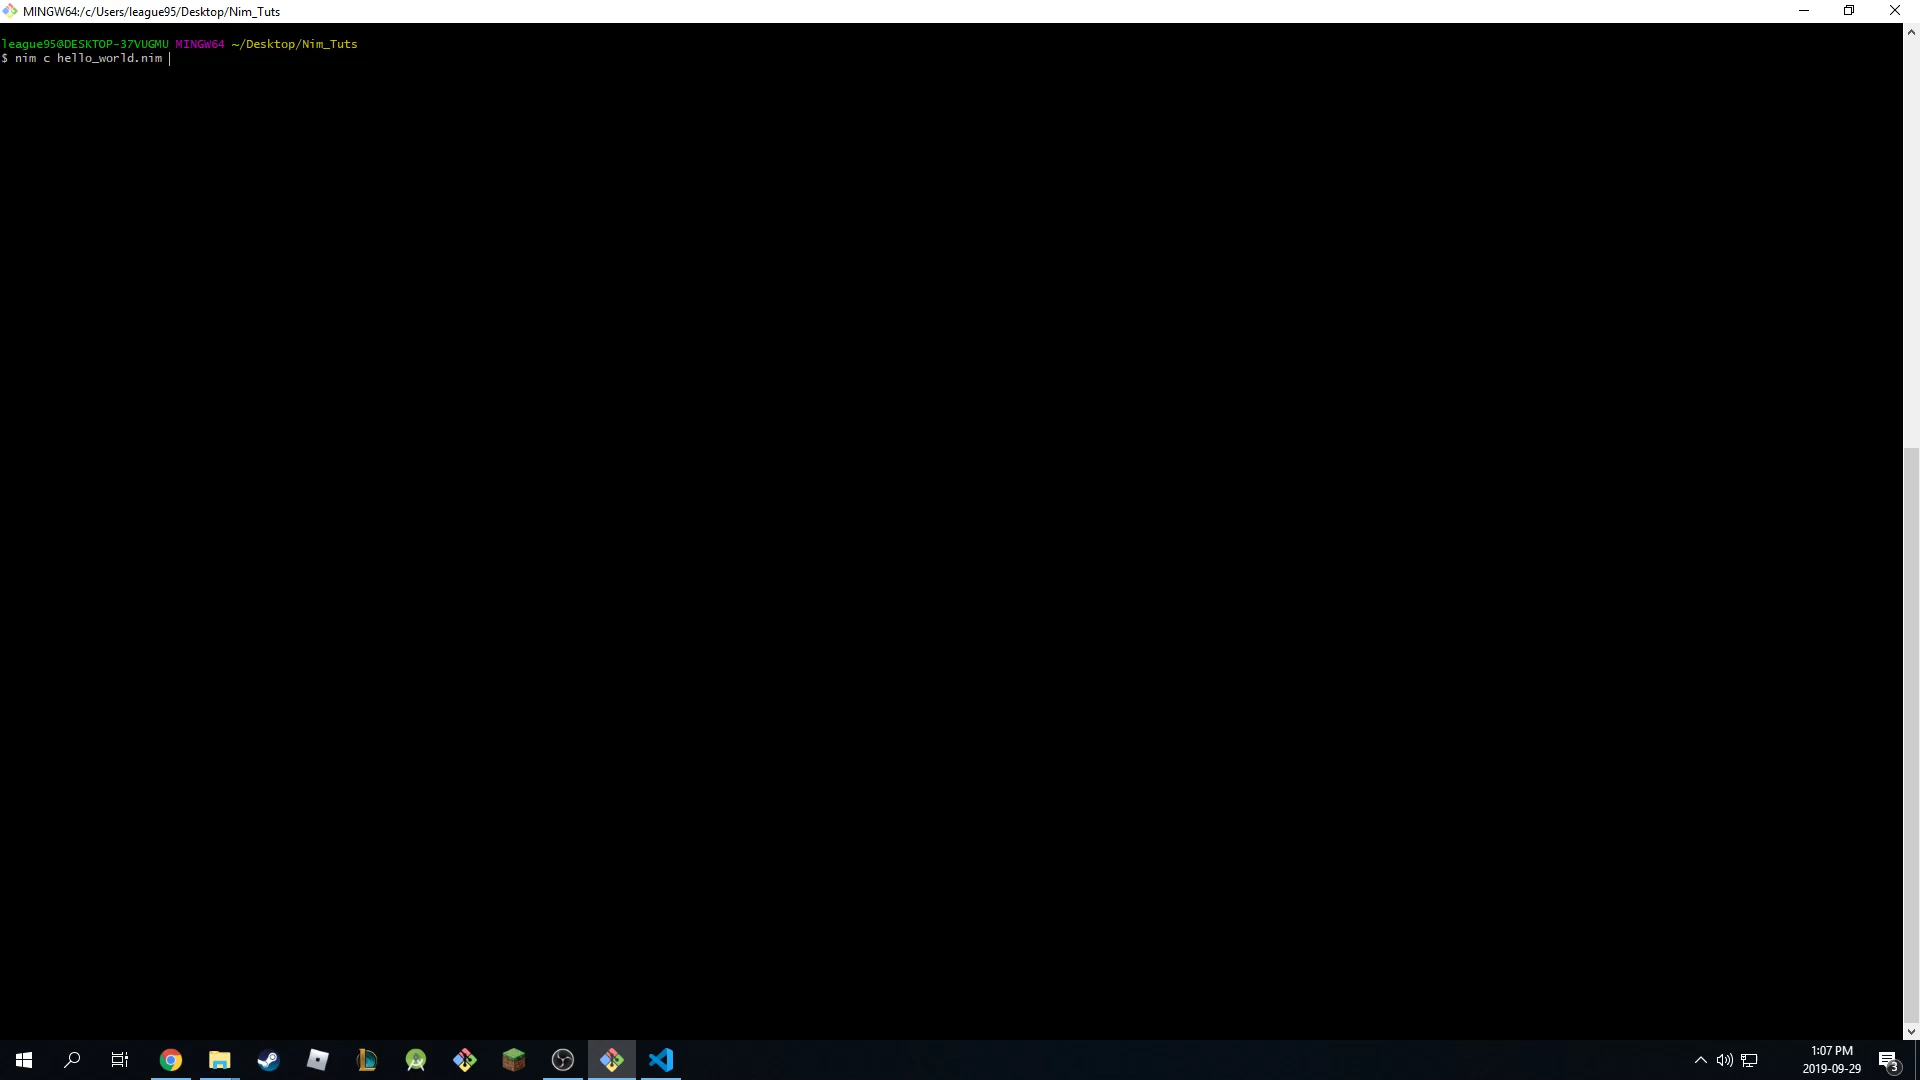 MINGW64:/c/Users/league95/Desktop/Nim_Tuts
league95@DESKTOP-37VUGMU MINGW64 ~/Desktop/Nim_Tuts
$ nim c hello_world.nim
1:07 PM
2019-09-29
3